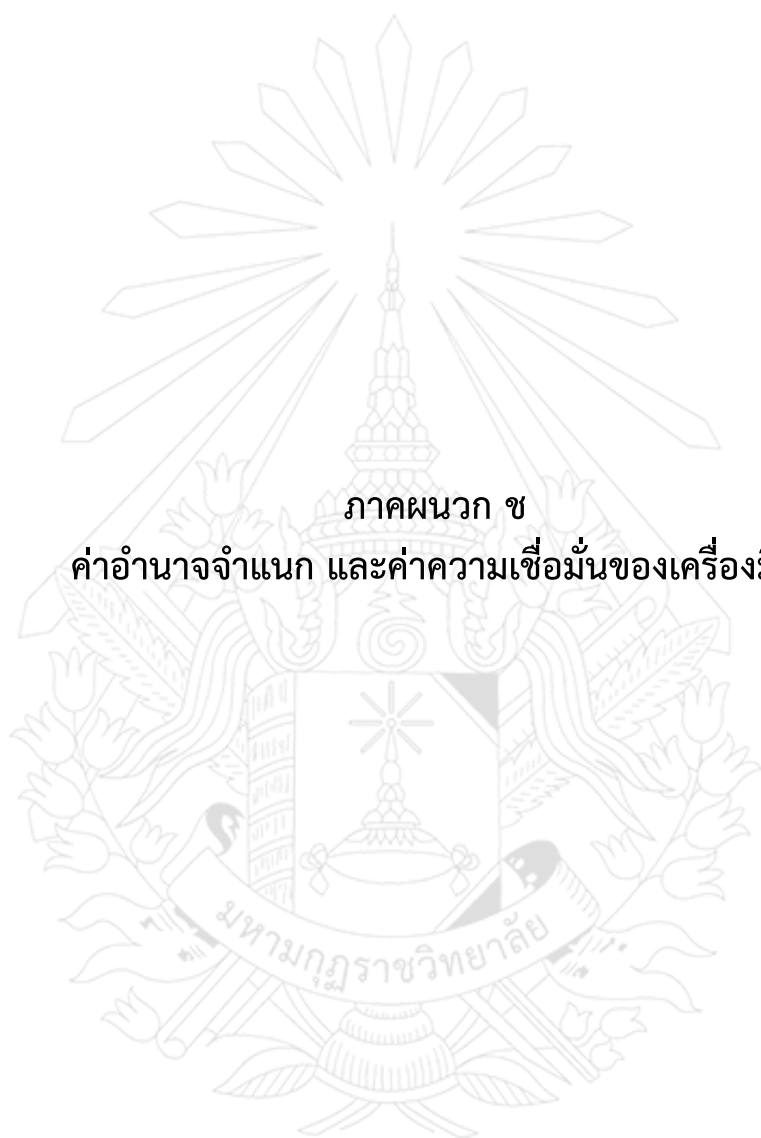 ภาคผนวก ช
ค่าอำนาจจำแนก และค่าความเชื่อมั่นของเครื่อง
มหามกุฏราชวิทยาลัย